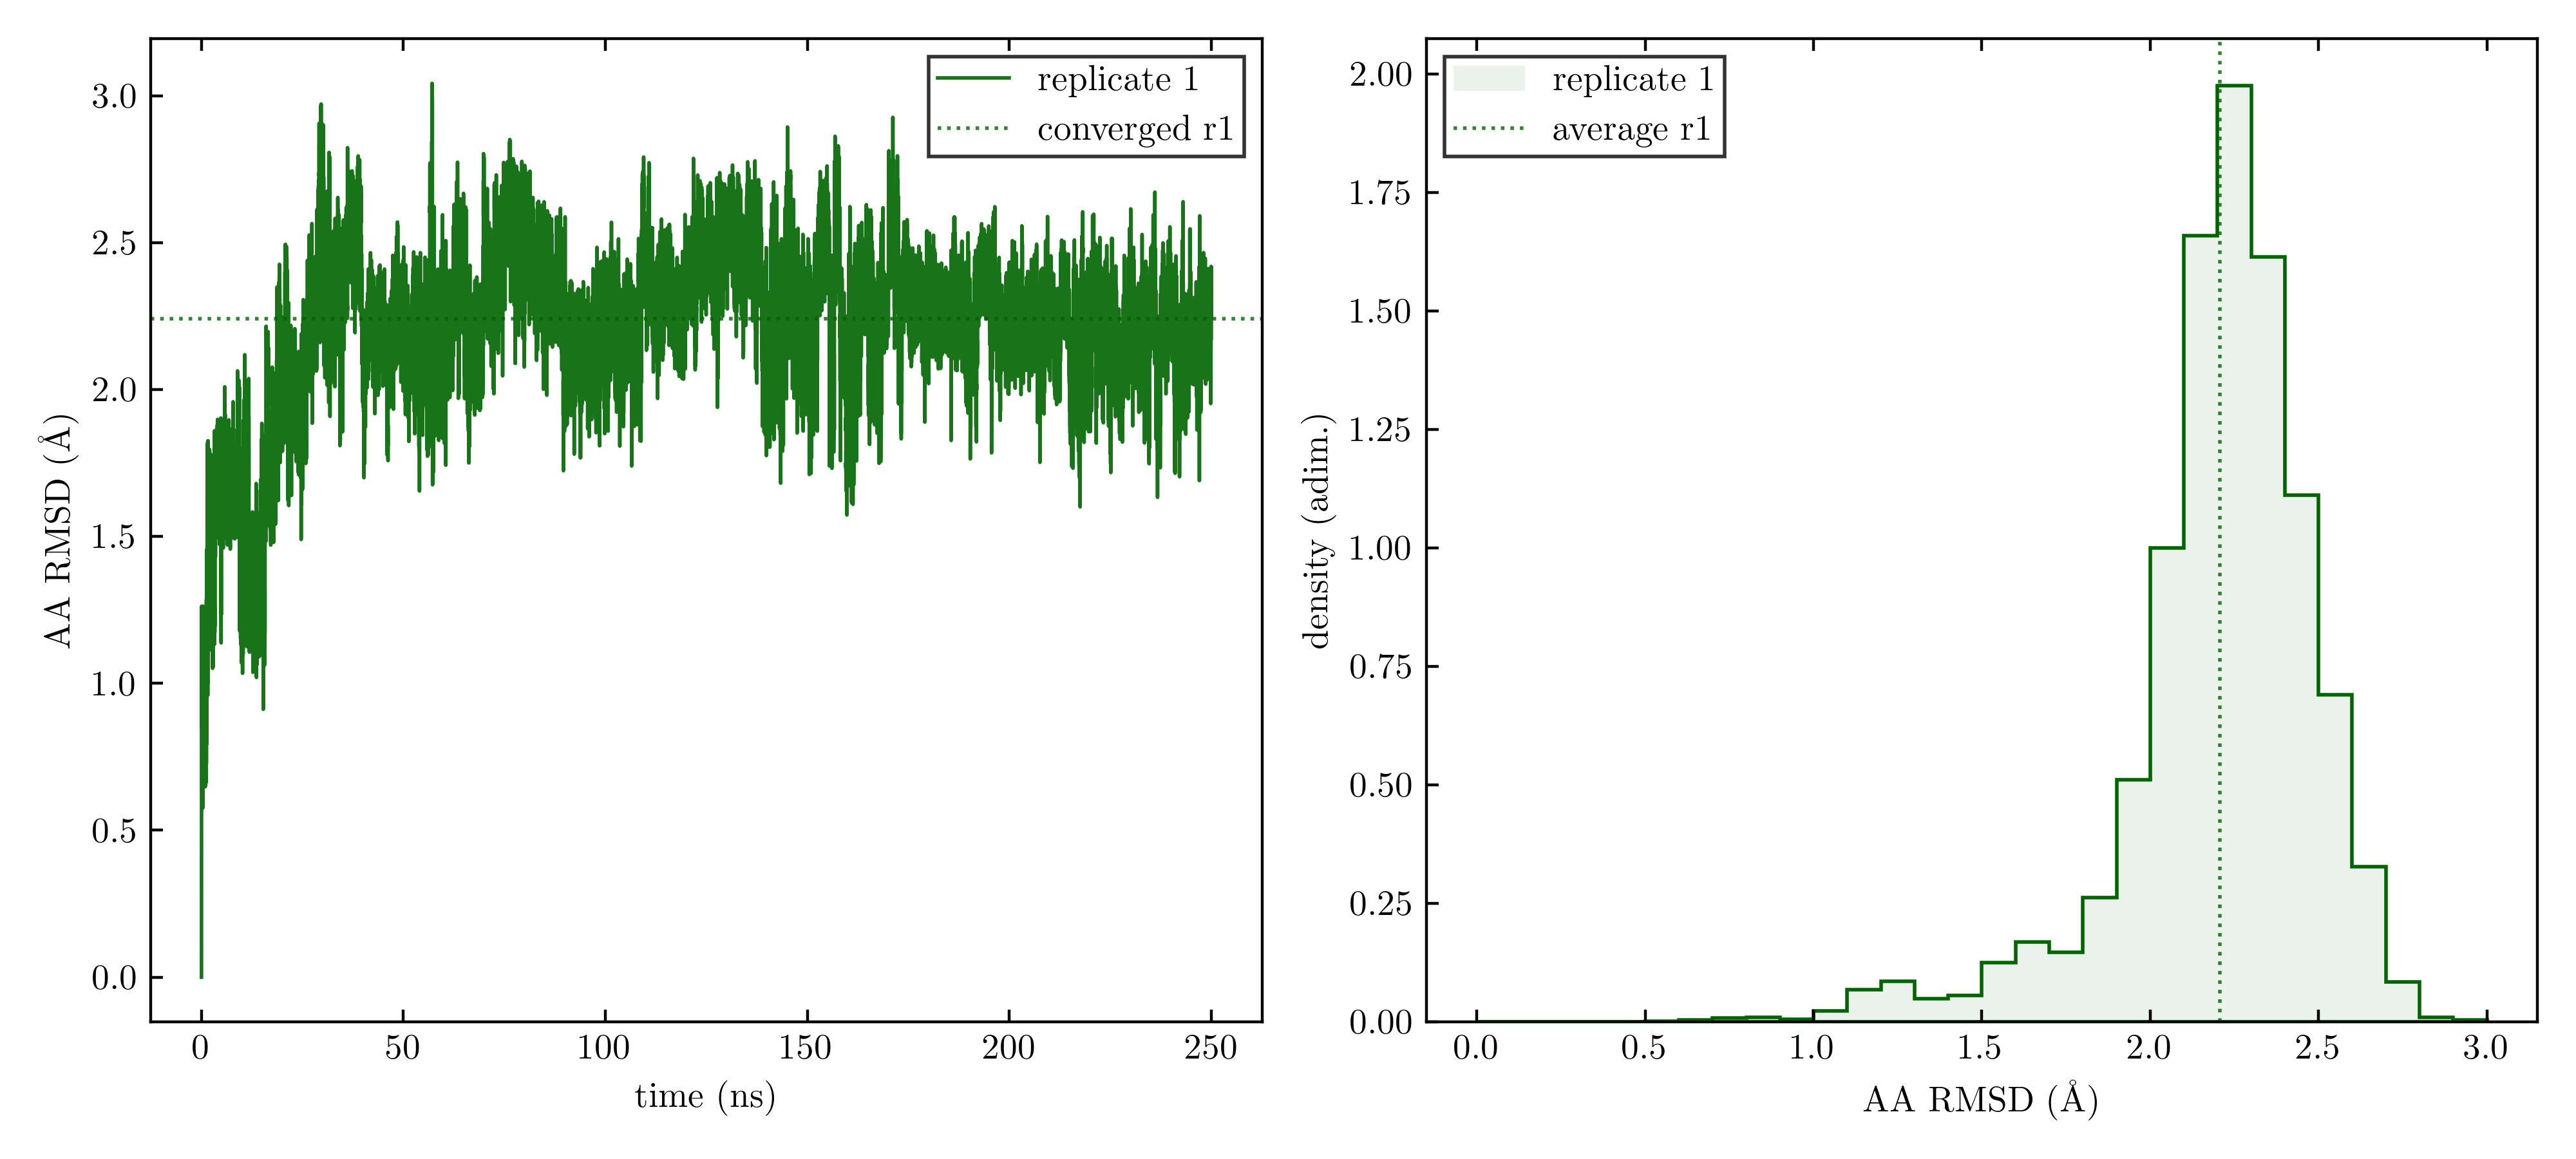 AA RMSD (Å)
3.0
2.5
2.0
1.5
1.0
0.5
0.0
replicate 1
converged r1
0 50 100 150 200 250
time (ns)
density (adim.)
2.00
1.75
1.50
1.25
1.00
0.75
0.50
0.25
0.00
replicate 1
average r1
0.0 0.5 1.0 1.5 2.0 2.5 3.0
AA RMSD (Å)